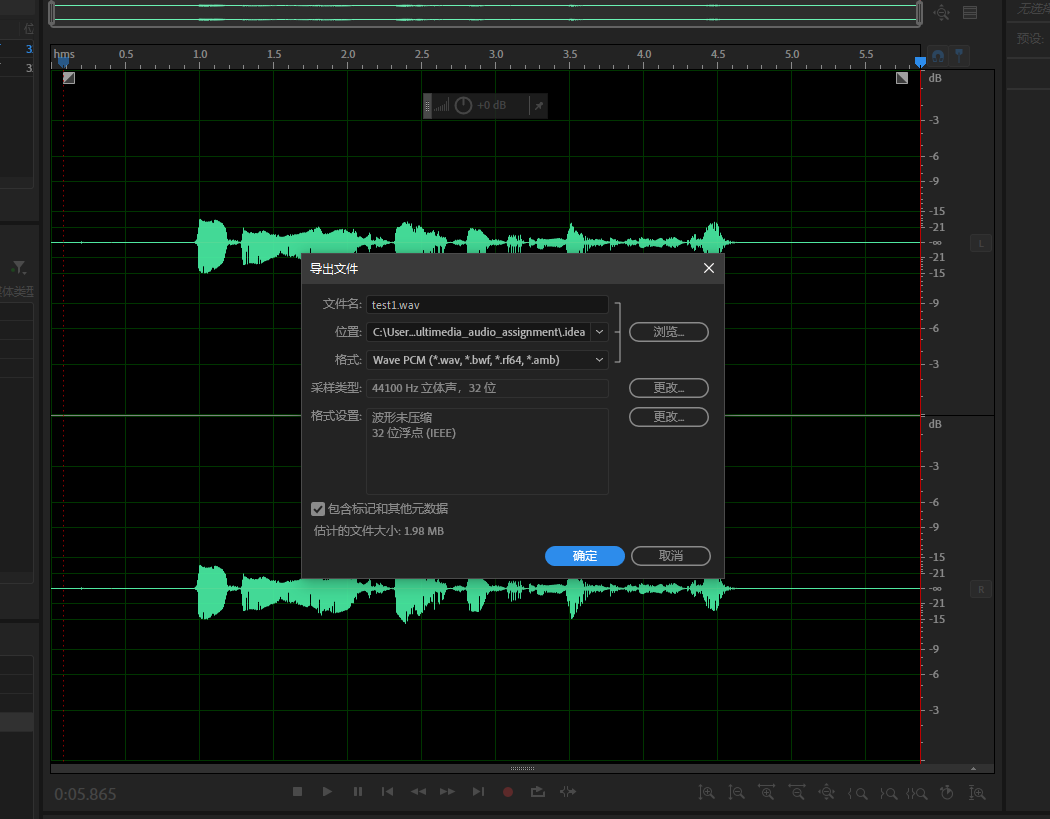 无选择
位
预设:
3
3
hms 0.5 1.0 1.5 2.0 2.5 3.0 3.5 4.0 4.5 5.0 5.5
dB
+0 dB
-3
-6
-9
-15
-21
-∞
L
-21
-15
-9
-6
-3
体类型
导出文件
文件名: test1.wav
位置: C:\User...ultimedia_audio_assignment\.idea 浏览...
格式: Wave PCM (*.wav, *.bwf, *.rf64, *.amb)
采样类型: 44100 Hz 立体声，32 位 更改...
格式设置: 波形未压缩 更改...
32 位浮点 (IEEE)
包含标记和其他元数据
估计的文件大小: 1.98 MB
确定 取消
dB
-3
-6
-9
-15
-21
-∞
R
-21
-15
-9
-6
-3
0:05.865